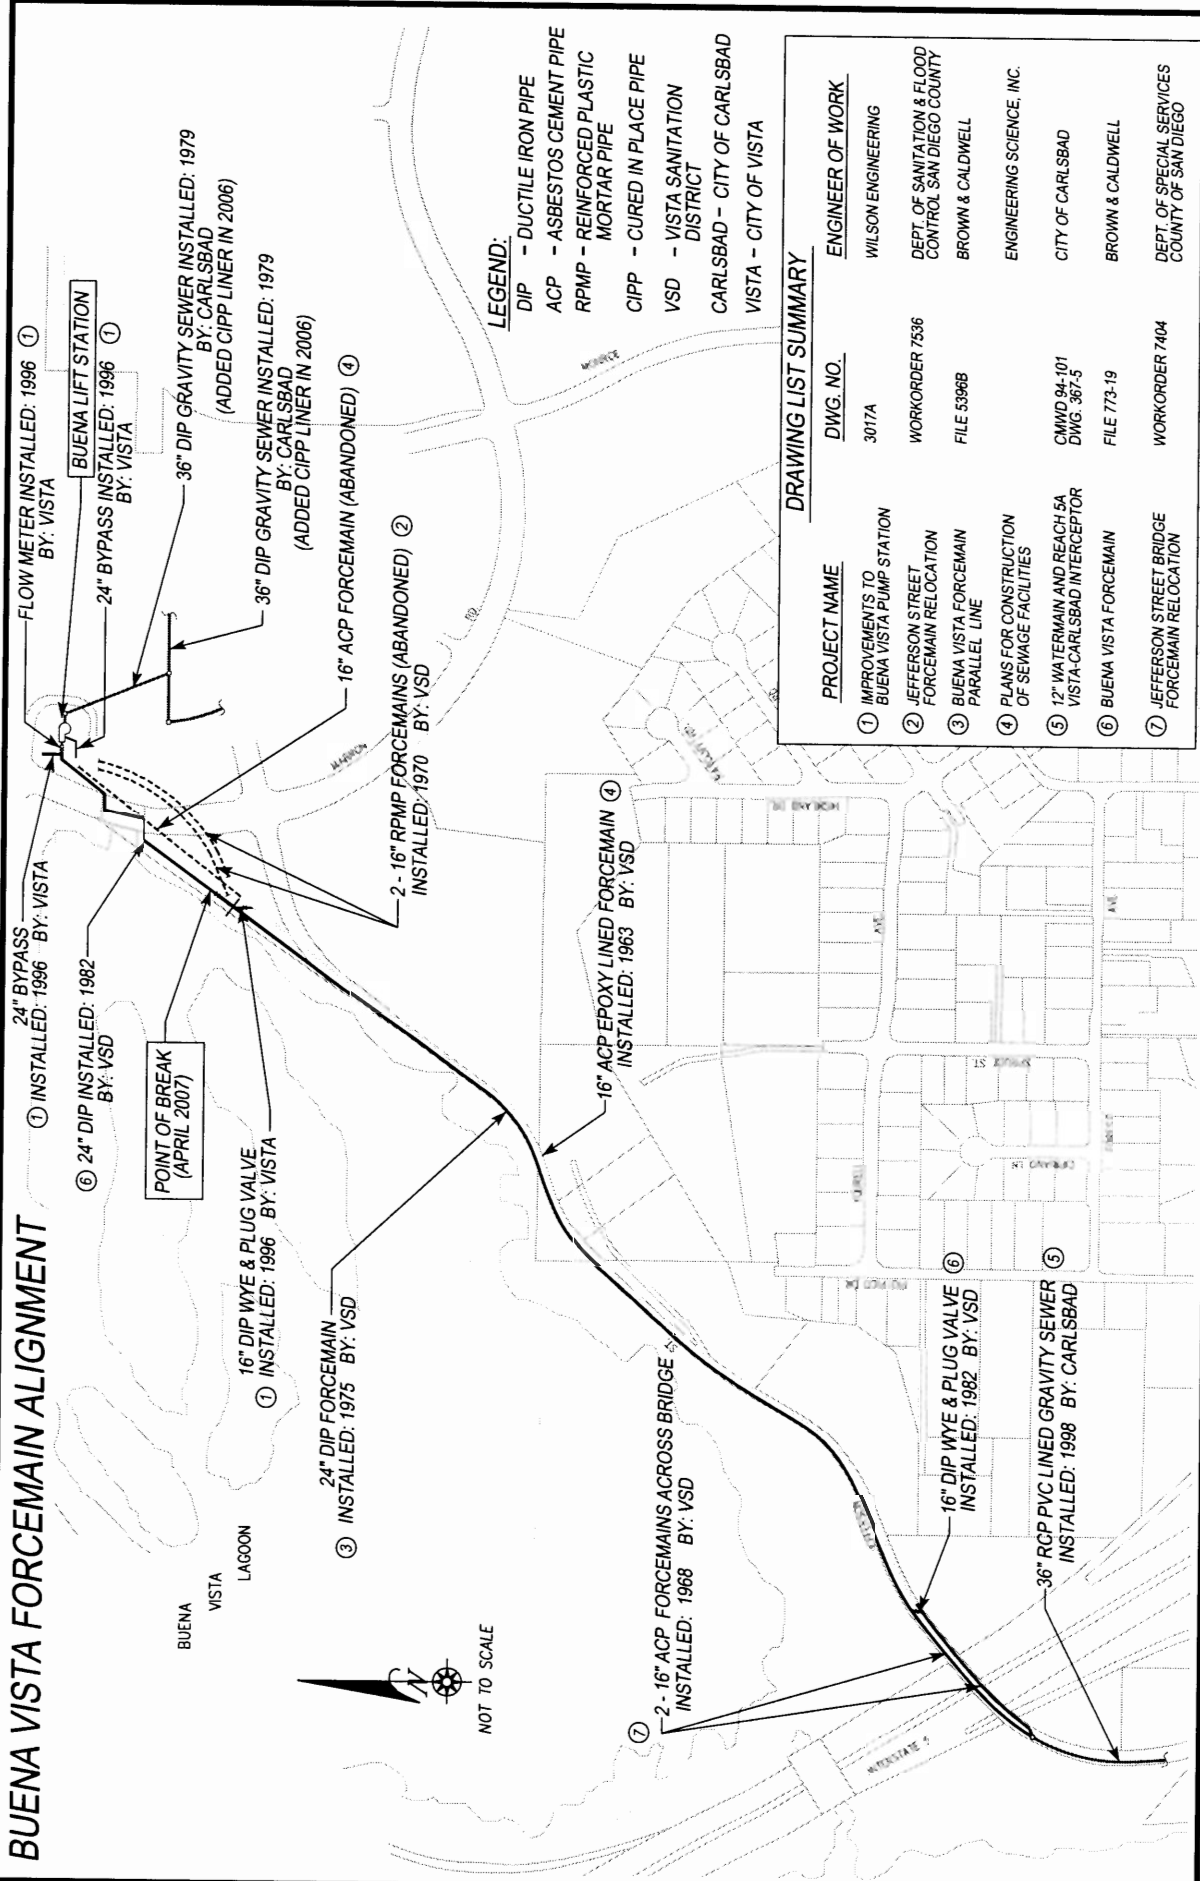 BUENA VISTA FORCEMAIN ALIGNMENT
FLOW METER INSTALLED: 1996 ①
BY: VISTA
BUENA LIFT STATION
24" BYPASS INSTALLED: 1996 ①
BY: VISTA
36" DIP GRAVITY SEWER INSTALLED: 1979
BY: CARLSBAD
(ADDED CIPP LINER IN 2006)
36" DIP GRAVITY SEWER INSTALLED: 1979
BY: CARLSBAD
(ADDED CIPP LINER IN 2006)
16" ACP FORCEMAIN (ABANDONED) ④
2 - 16" RPMP FORCEMAINS (ABANDONED) ②
INSTALLED: 1970 BY: VSD
24" BYPASS
① INSTALLED: 1996 BY: VISTA
⑥ 24" DIP INSTALLED: 1982
BY: VSD
POINT OF BREAK
(APRIL 2007)
16" DIP WYE & PLUG VALVE
① INSTALLED: 1996 BY: VISTA
24" DIP FORCEMAIN
③ INSTALLED: 1975 BY: VSD
16" ACP EPOXY LINED FORCEMAIN ④
INSTALLED: 1963 BY: VSD
BUENA
VISTA
LAGOON
NOT TO SCALE
N
⑦
2 - 16" ACP FORCEMAINS ACROSS BRIDGE
INSTALLED: 1968 BY: VSD
16" DIP WYE & PLUG VALVE ⑥
INSTALLED: 1982 BY: VSD
36" RCP PVC LINED GRAVITY SEWER ⑤
INSTALLED: 1998 BY: CARLSBAD
INTERSTATE 5
JEFFERSON
MARRON
RD
MONROE
HIGHLAND DR
AVE
SPRUCE ST
CIPRIANO LN
FOREST
AVE
PACIFICO DR
LEGEND:
DIP - DUCTILE IRON PIPE
ACP - ASBESTOS CEMENT PIPE
RPMP - REINFORCED PLASTIC
MORTAR PIPE
CIPP - CURED IN PLACE PIPE
VSD - VISTA SANITATION
DISTRICT
CARLSBAD - CITY OF CARLSBAD
VISTA - CITY OF VISTA
DRAWING LIST SUMMARY
PROJECT NAME DWG. NO. ENGINEER OF WORK
① IMPROVEMENTS TO 3017A WILSON ENGINEERING
BUENA VISTA PUMP STATION
② JEFFERSON STREET WORKORDER 7536 DEPT. OF SANITATION & FLOOD
FORCEMAIN RELOCATION CONTROL SAN DIEGO COUNTY
③ BUENA VISTA FORCEMAIN FILE 5396B BROWN & CALDWELL
PARALLEL LINE
④ PLANS FOR CONSTRUCTION ENGINEERING SCIENCE, INC.
OF SEWAGE FACILITIES
⑤ 12" WATERMAIN AND REACH 5A CMWD 94-101 CITY OF CARLSBAD
VISTA-CARLSBAD INTERCEPTOR DWG. 367-5
⑥ BUENA VISTA FORCEMAIN FILE 773-19 BROWN & CALDWELL
⑦ JEFFERSON STREET BRIDGE WORKORDER 7404 DEPT. OF SPECIAL SERVICES
FORCEMAIN RELOCATION COUNTY OF SAN DIEGO